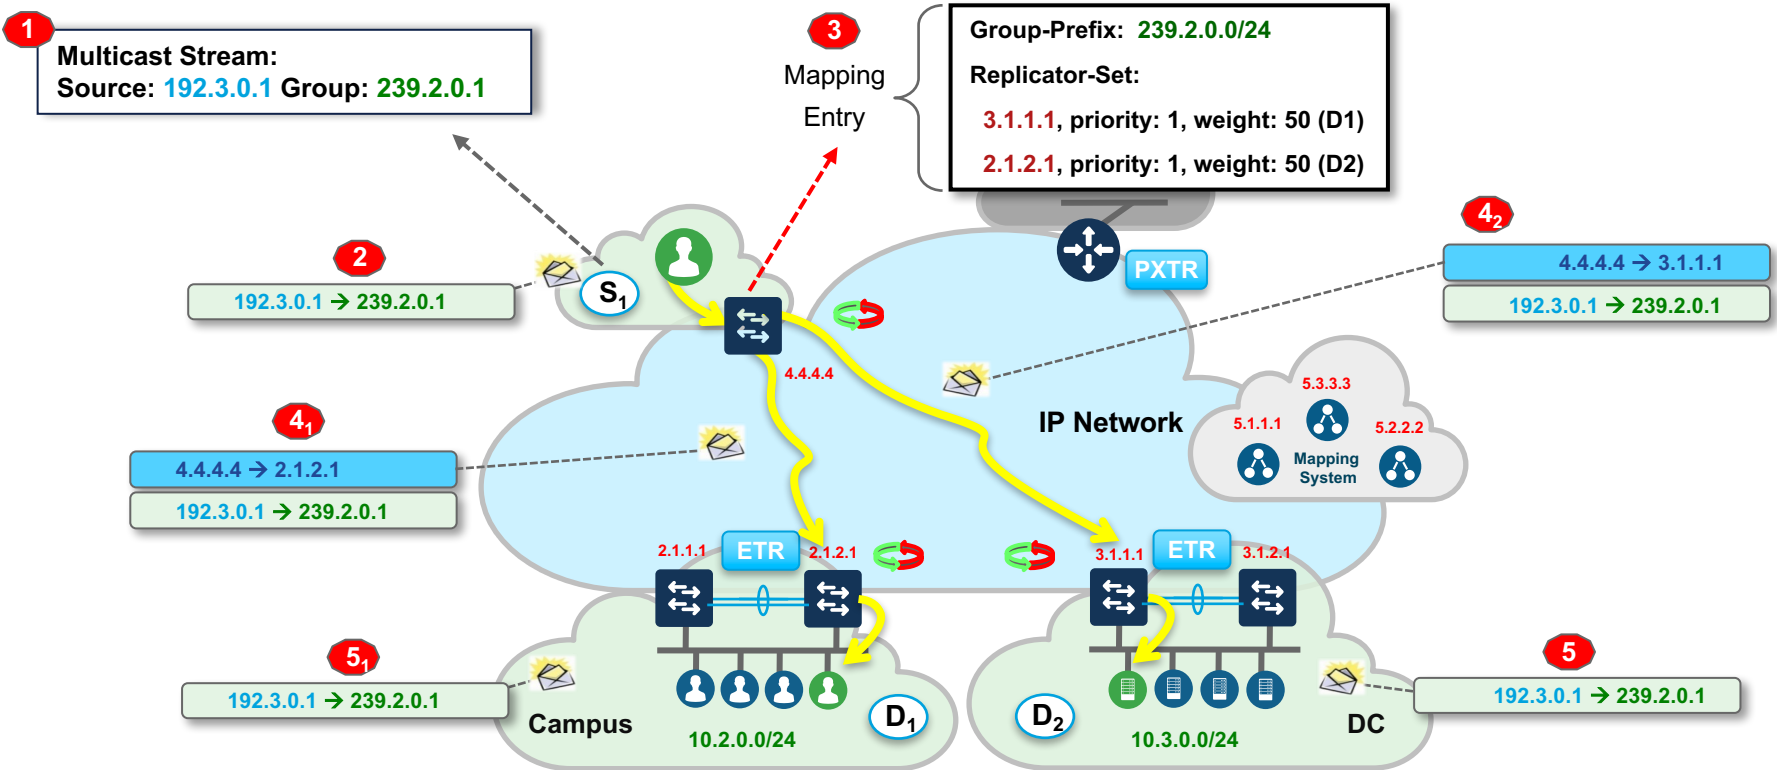 1
Multicast Stream:
Source: 192.3.0.1 Group: 239.2.0.1
3
Mapping
Entry
Group-Prefix: 239.2.0.0/24
Replicator-Set:
3.1.1.1, priority: 1, weight: 50 (D1)
2.1.2.1, priority: 1, weight: 50 (D2)
2
192.3.0.1 → 239.2.0.1
S1
PXTR
42
4.4.4.4 → 3.1.1.1
192.3.0.1 → 239.2.0.1
4.4.4.4
IP Network
5.3.3.3
5.1.1.1
5.2.2.2
Mapping
System
41
4.4.4.4 → 2.1.2.1
192.3.0.1 → 239.2.0.1
2.1.1.1
ETR
2.1.2.1
3.1.1.1
ETR
3.1.2.1
51
192.3.0.1 → 239.2.0.1
Campus
D1
10.2.0.0/24
D2
10.3.0.0/24
DC
5
192.3.0.1 → 239.2.0.1